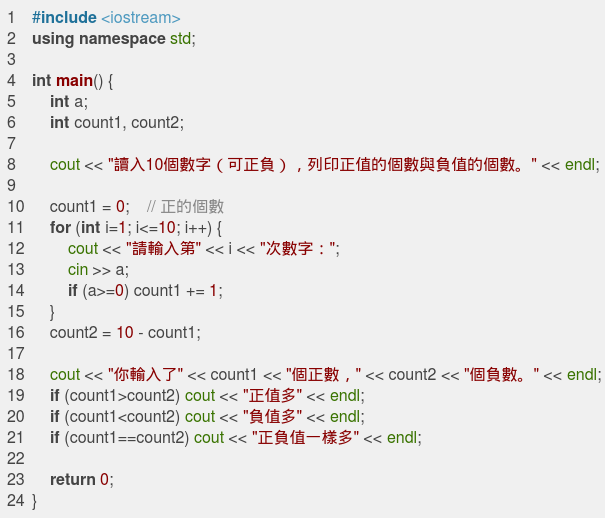 1 #include <iostream>
2 using namespace std;
3
4 int main() {
5 int a;
6 int count1, count2;
7
8 cout << "讀入10個數字（可正負），列印正值的個數與負值的個數。" << endl;
9
10 count1 = 0; // 正的個數
11 for (int i=1; i<=10; i++) {
12 cout << "請輸入第" << i << "次數字：";
13 cin >> a;
14 if (a>=0) count1 += 1;
15 }
16 count2 = 10 - count1;
17
18 cout << "你輸入了" << count1 << "個正數，" << count2 << "個負數。" << endl;
19 if (count1>count2) cout << "正值多" << endl;
20 if (count1<count2) cout << "負值多" << endl;
21 if (count1==count2) cout << "正負值一樣多" << endl;
22
23 return 0;
24 }